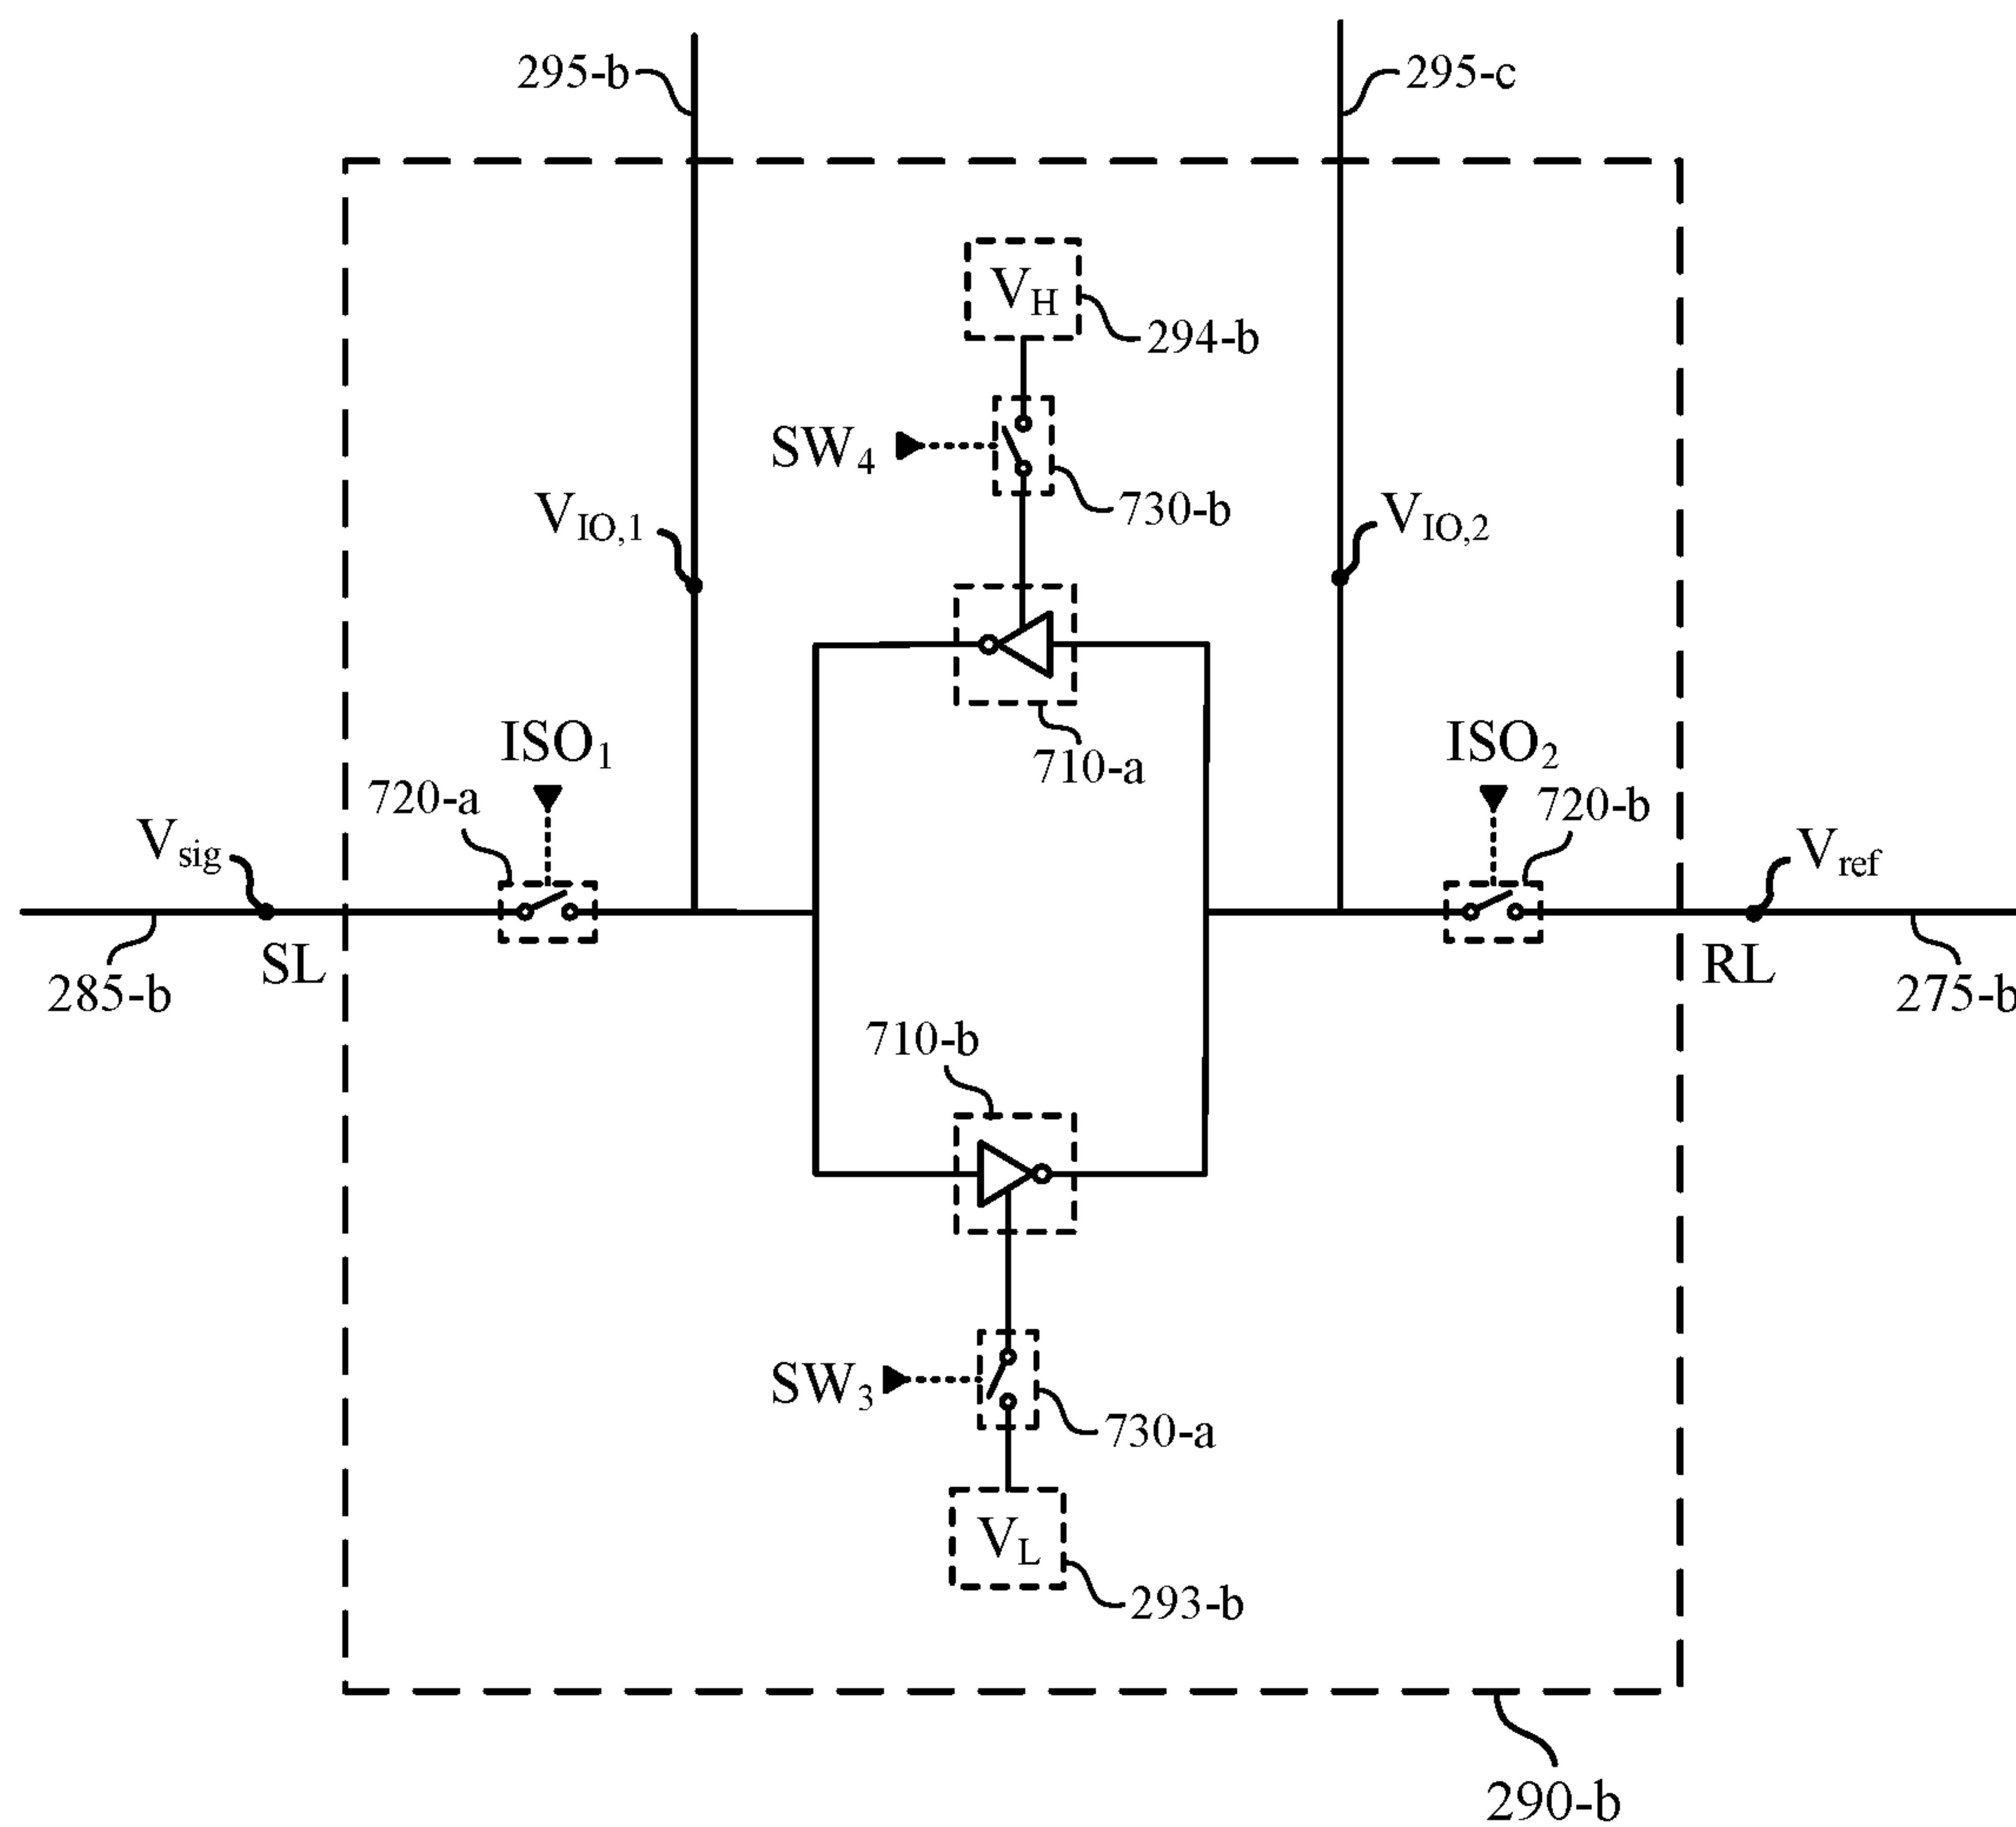 295-b
295-c
V_H
294-b
SW_4
730-b
V_IO,1
V_IO,2
710-a
ISO_1
ISO_2
720-a
720-b
V_sig
V_ref
SL
RL
285-b
275-b
710-b
SW_3
730-a
V_L
293-b
290-b